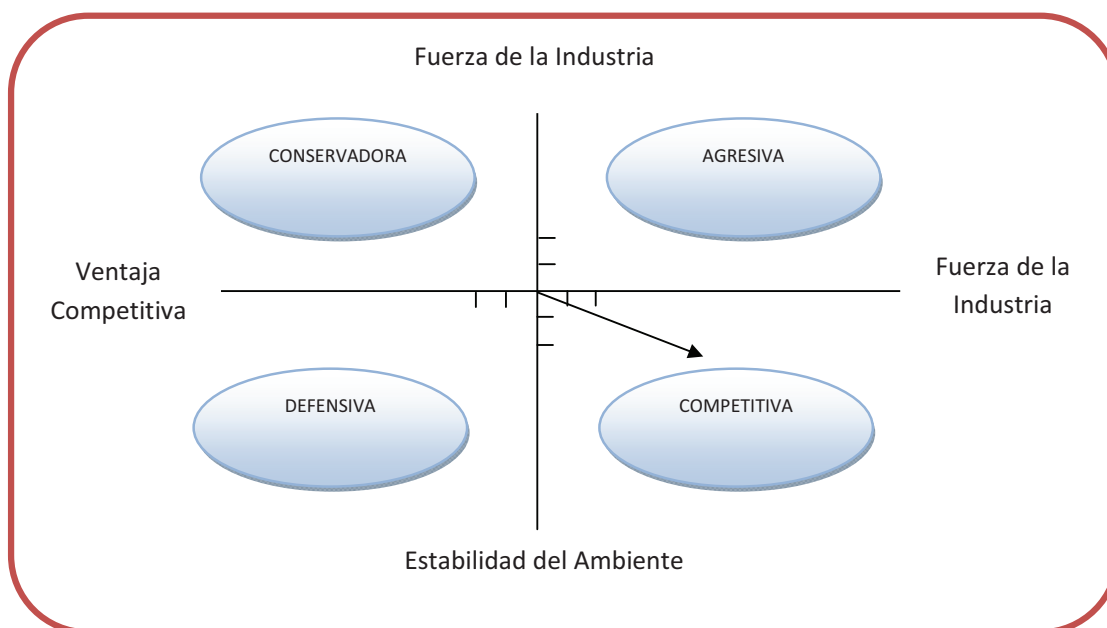 Fuerza de la Industria
CONSERVADORA
AGRESIVA
Ventaja
Competitiva
Fuerza de la
Industria
DEFENSIVA
COMPETITIVA
Estabilidad del Ambiente